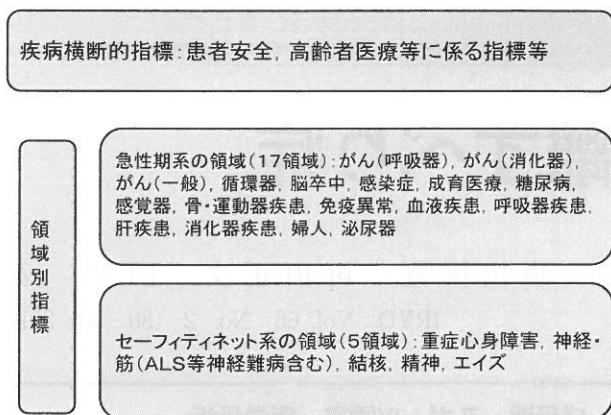 疾病横断的指標：患者安全，高齢者医療等に係る指標等
領域別指標
急性期系の領域（17領域）：がん（呼吸器），がん（消化器），
がん（一般），循環器，脳卒中，感染症，成育医療，糖尿病，
感覚器，骨・運動器疾患，免疫異常，血液疾患，呼吸器疾患，
肝疾患，消化器疾患，婦人，泌尿器
セーフィティネット系の領域（5領域）：重症心身障害，神経・
筋（ALS等神経難病含む），結核，精神，エイズ